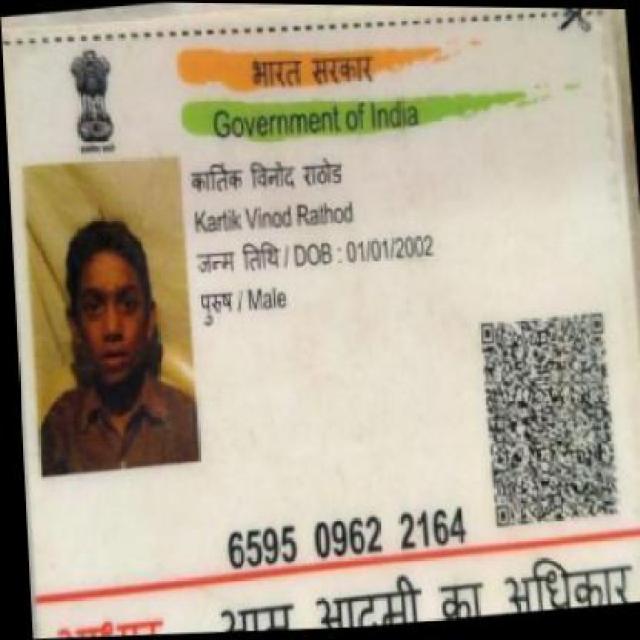 भारत सरकार
Government of India
कार्तिक विनोद राठोड
Kartik Vinod Rathod
जन्म तिथि / DOB : 01/01/2002
पुरुष / Male
6595 0962 2164
आम आदमी का अधिकार